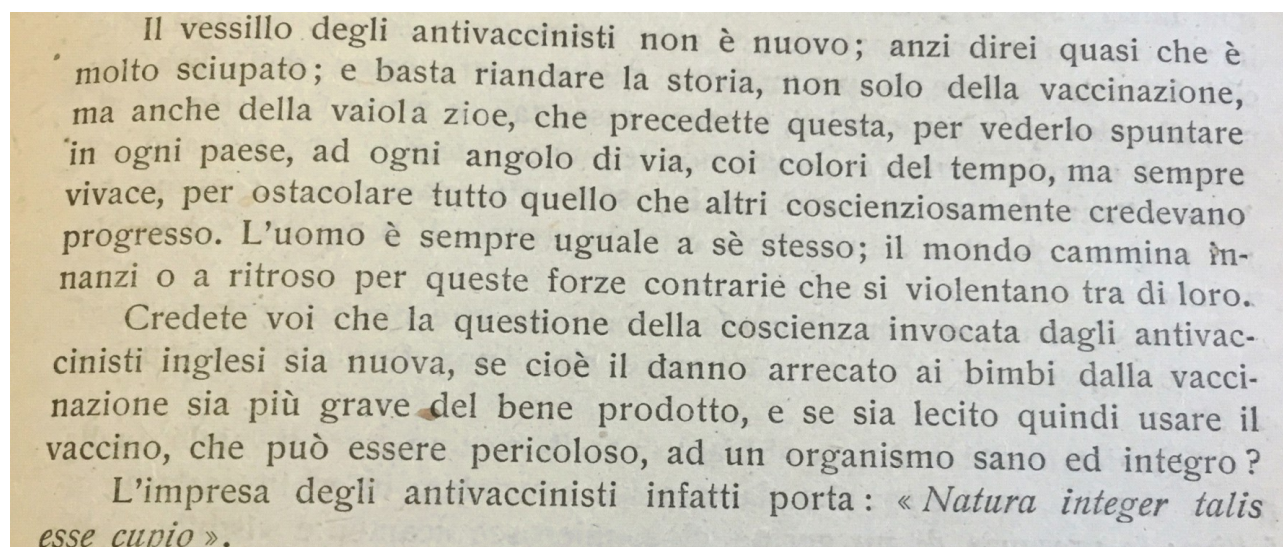 Il vessillo degli antivaccinisti non è nuovo; anzi direi quasi che è
molto sciupato; e basta riandare la storia, non solo della vaccinazione,
ma anche della vaiola zioe, che precedette questa, per vederlo spuntare
in ogni paese, ad ogni angolo di via, coi colori del tempo, ma sempre
vivace, per ostacolare tutto quello che altri coscienziosamente credevano
progresso. L'uomo è sempre uguale a sè stesso; il mondo cammina in-
nanzi o a ritroso per queste forze contrarie che si violentano tra di loro.
Credete voi che la questione della coscienza invocata dagli antivac-
cinisti inglesi sia nuova, se cioè il danno arrecato ai bimbi dalla vacci-
nazione sia più grave del bene prodotto, e se sia lecito quindi usare il
vaccino, che può essere pericoloso, ad un organismo sano ed integro?
L'impresa degli antivaccinisti infatti porta: « Natura integer talis
esse cupio ».